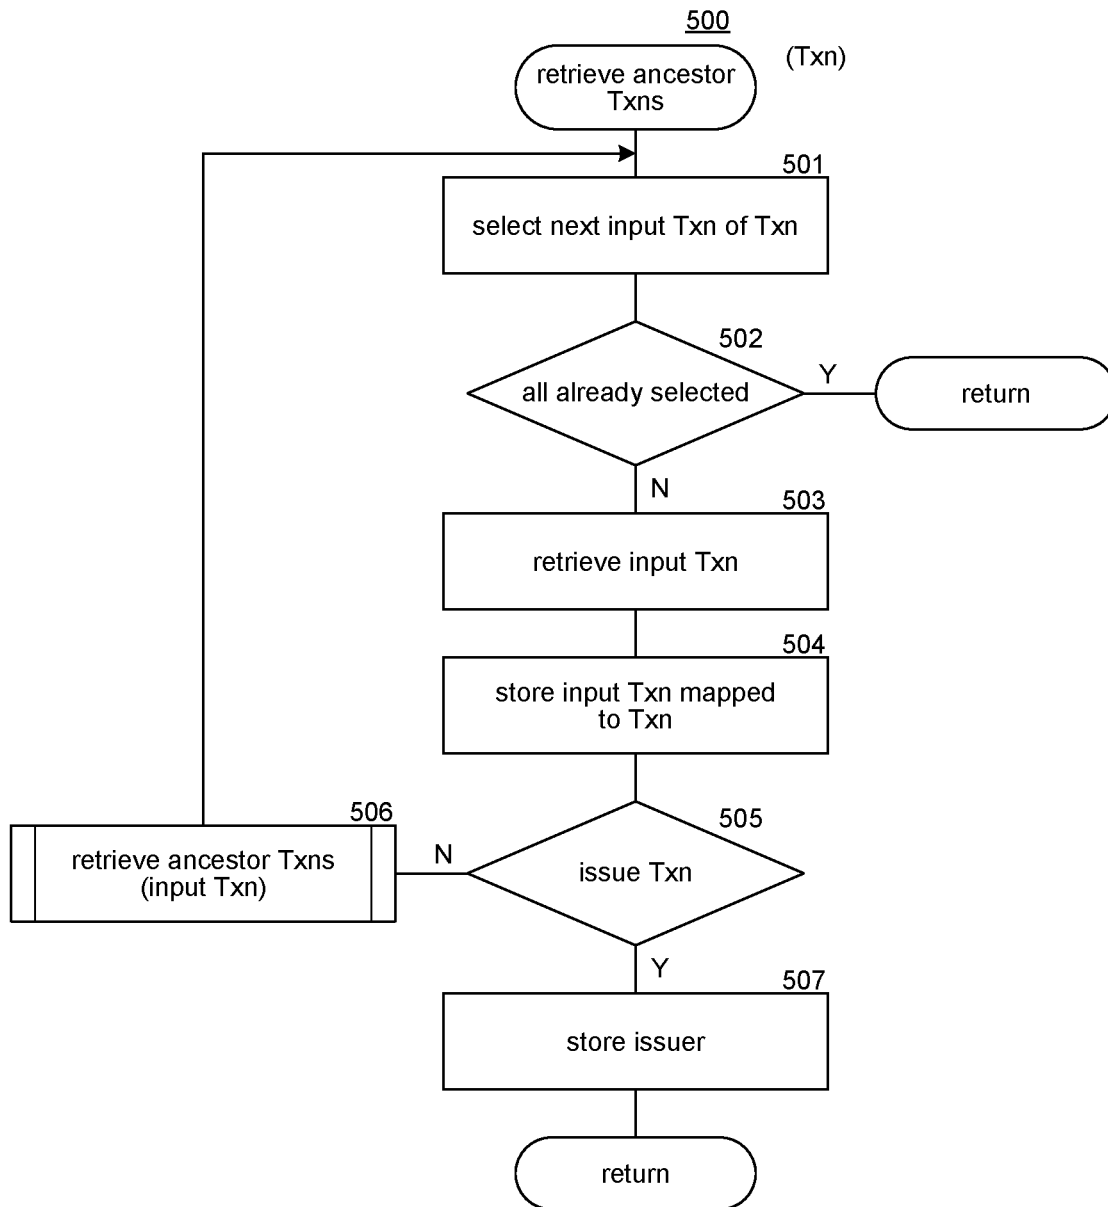 500
(Txn)
retrieve ancestor
Txns
501
select next input Txn of Txn
502
all already selected
Y
return
N
503
retrieve input Txn
504
store input Txn mapped
to Txn
505
issue Txn
N
506
retrieve ancestor Txns
(input Txn)
Y
507
store issuer
return